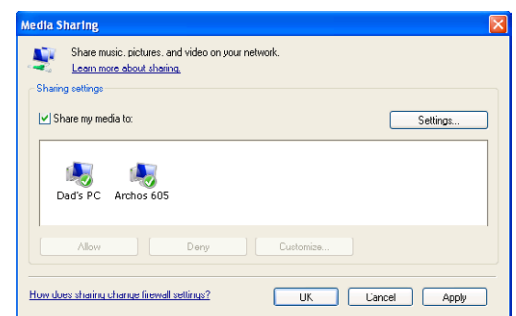 Media Sharing
Share music, pictures, and video on your network.
Learn more about sharing.
Sharing settings
Share my media to:
Settings...
Dad's PC Archos 605
Allow Deny Customize...
How does sharing change firewall settings?
OK Cancel Apply